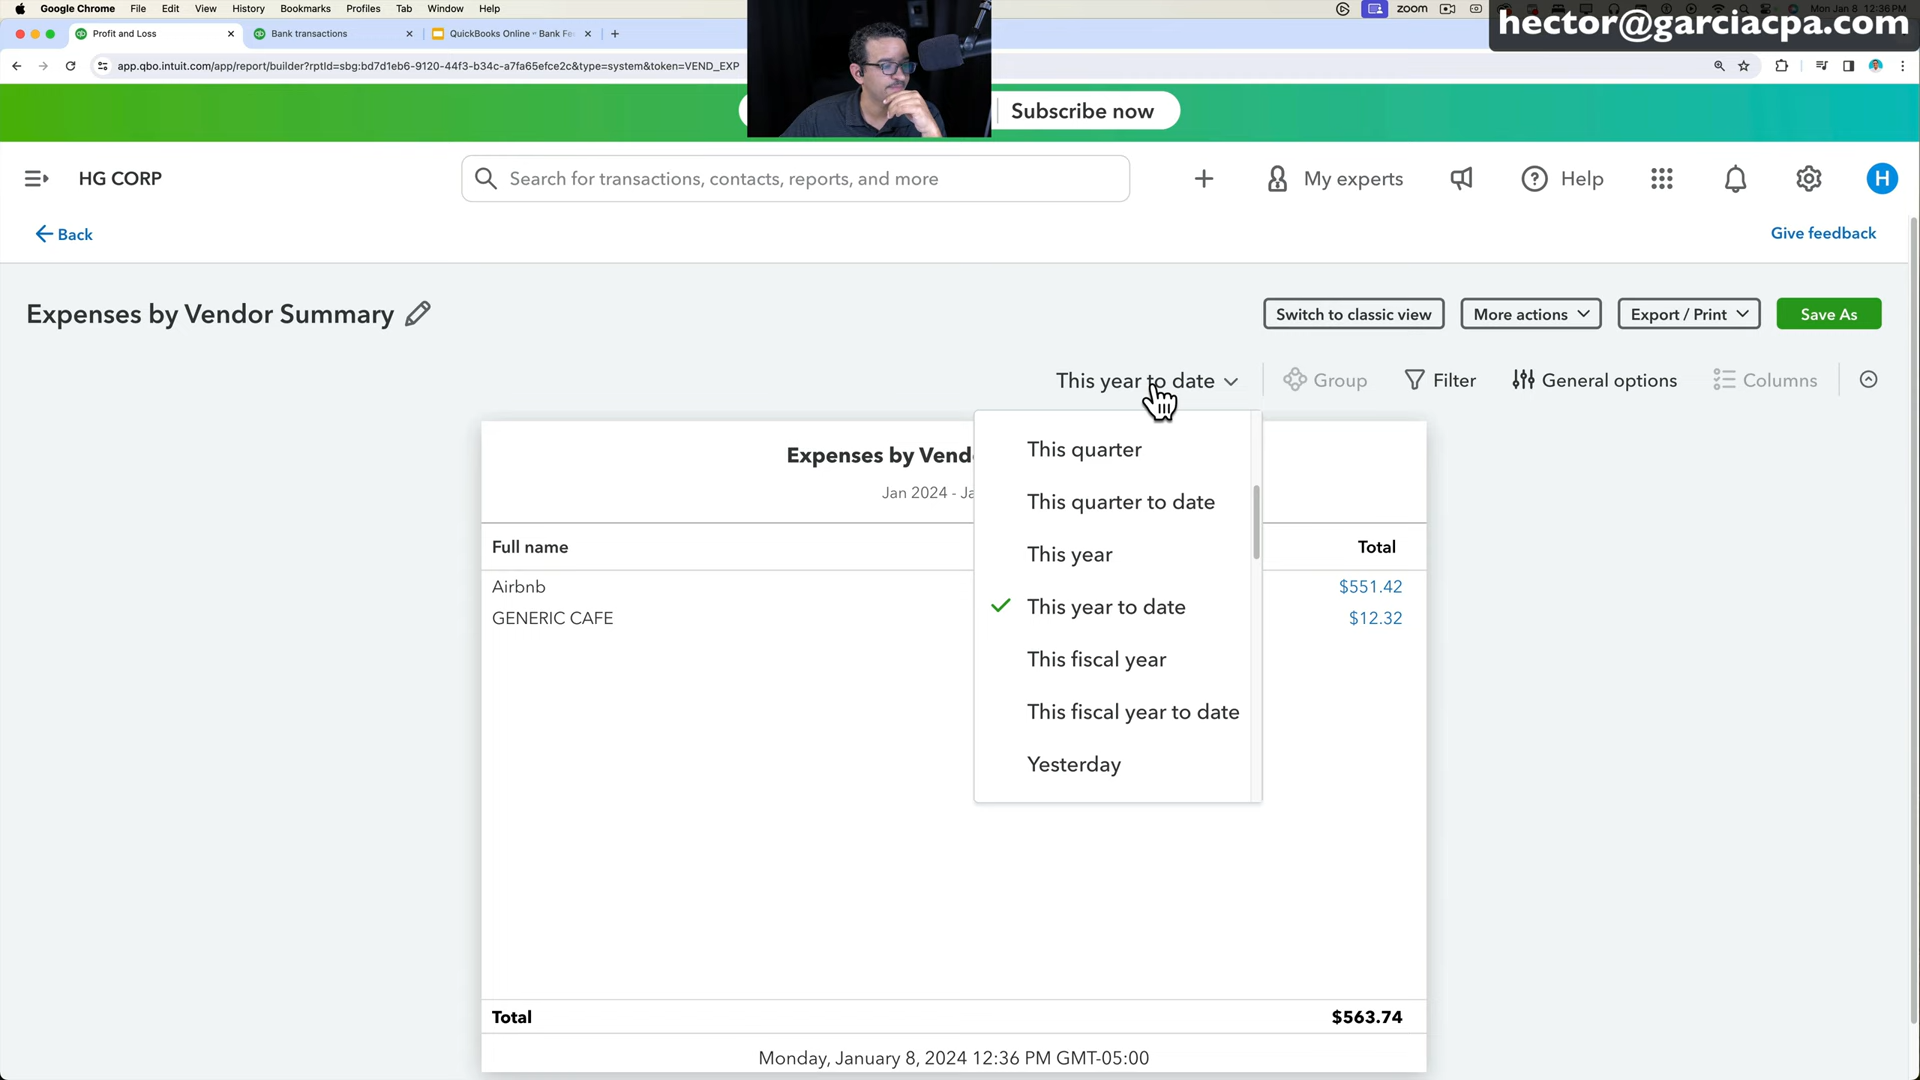 Google Chrome File Edit View History Bookmarks Profiles Tab Window Help zoom Mon Jan 8 12:36 PM
hector@garciacpa.com
Profit and Loss Bank transactions QuickBooks Online - Bank Fe
app.qbo.intuit.com/app/report/builder?rptId=sbg:bd7d1eb6-9120-44f3-b34c-a7fa65efce2c&type=system&token=VEND_EXP
Subscribe now
HG CORP Search for transactions, contacts, reports, and more My experts Help H
Back Give feedback
Expenses by Vendor Summary Switch to classic view More actions Export / Print Save As
This year to date Group Filter General options Columns
This quarter
This quarter to date
This year
This year to date
This fiscal year
This fiscal year to date
Yesterday
Expenses by Vend
Jan 2024 - Ja
Full name Total
Airbnb $551.42
GENERIC CAFE $12.32
Total $563.74
Monday, January 8, 2024 12:36 PM GMT-05:00